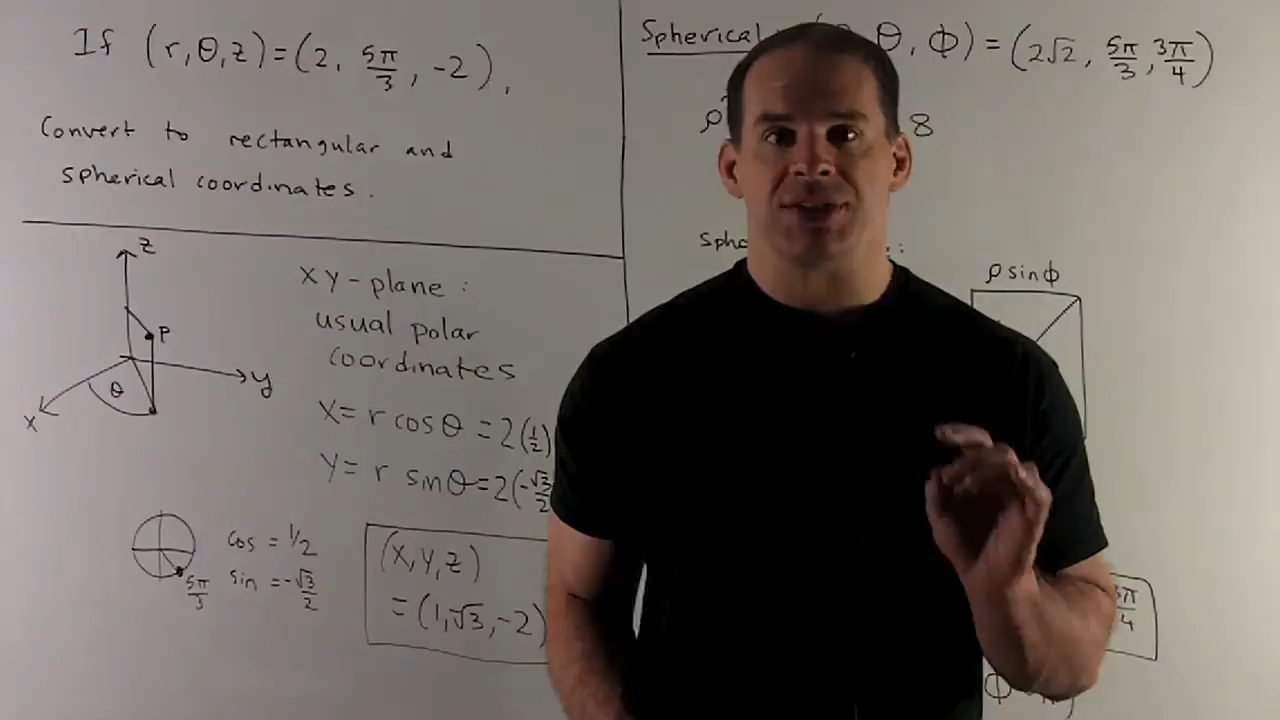 If (r, θ, z) = (2, 5π/3, -2),
Convert to rectangular and
spherical coordinates.
z
P
θ
x
y
xy-plane:
usual polar
coordinates
x = r cos θ = 2(1/2)
y = r sin θ = 2(-√3/2
cos = 1/2
sin = -√3/2
5π/3
(x, y, z)
= (1, √3, -2)
Spherical θ, Φ) = (2√2, 5π/3, 3π/4)
ρ 8
:
ρ sin ϕ
3π/4
Φ